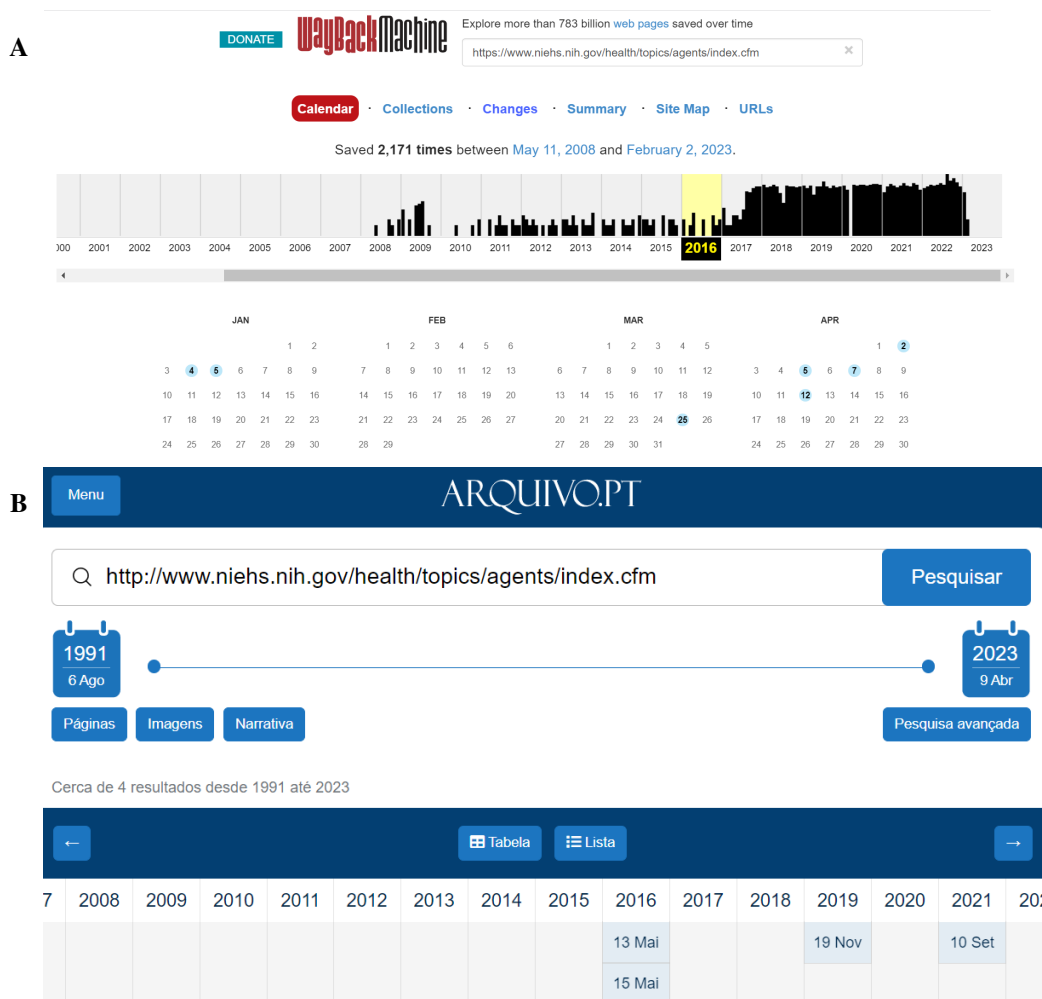 A
DONATE
WayBackMachine
Explore more than 783 billion web pages saved over time
https://www.niehs.nih.gov/health/topics/agents/index.cfm ×
Calendar · Collections · Changes · Summary · Site Map · URLs
Saved 2,171 times between May 11, 2008 and February 2, 2023.
00 2001 2002 2003 2004 2005 2006 2007 2008 2009 2010 2011 2012 2013 2014 2015 2016 2017 2018 2019 2020 2021 2022 2023
JAN FEB MAR APR
1 2 1 2 3 4 5 6 1 2 3 4 5 1 2
3 4 5 6 7 8 9 7 8 9 10 11 12 13 6 7 8 9 10 11 12 3 4 5 6 7 8 9
10 11 12 13 14 15 16 14 15 16 17 18 19 20 13 14 15 16 17 18 19 10 11 12 13 14 15 16
17 18 19 20 21 22 23 21 22 23 24 25 26 27 20 21 22 23 24 25 26 17 18 19 20 21 22 23
24 25 26 27 28 29 30 28 29 27 28 29 30 31 24 25 26 27 28 29 30
B
Menu
ARQUIVO.PT
http://www.niehs.nih.gov/health/topics/agents/index.cfm
Pesquisar
1991
6 Ago
2023
9 Abr
Páginas Imagens Narrativa Pesquisa avançada
Cerca de 4 resultados desde 1991 até 2023
← Tabela Lista →
7 2008 2009 2010 2011 2012 2013 2014 2015 2016 2017 2018 2019 2020 2021 202
13 Mai 19 Nov 10 Set
15 Mai